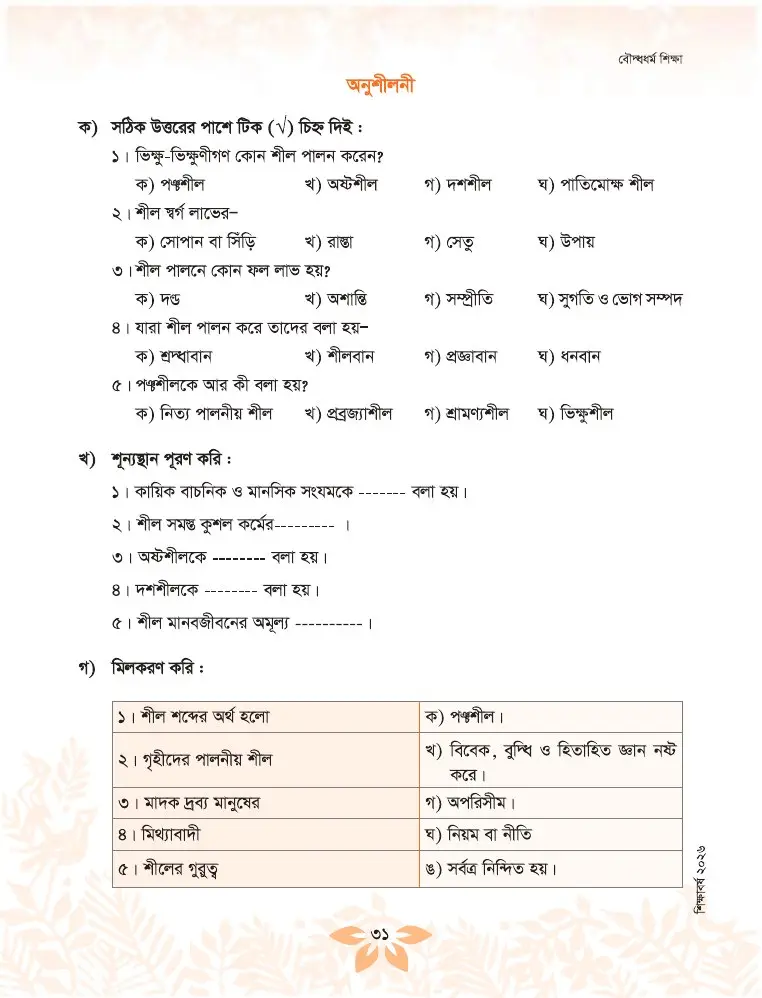 বৌদ্ধধর্ম শিক্ষা
অনুশীলনী
ক) সঠিক উত্তরের পাশে টিক (√) চিহ্ন দিই :
১। ভিক্ষু-ভিক্ষুণীগণ কোন শীল পালন করেন?
ক) পঞ্চশীল খ) অষ্টশীল গ) দশশীল ঘ) পাতিমোক্ষ শীল
২। শীল স্বর্গ লাভের–
ক) সোপান বা সিঁড়ি খ) রাস্তা গ) সেতু ঘ) উপায়
৩। শীল পালনে কোন ফল লাভ হয়?
ক) দণ্ড খ) অশান্তি গ) সম্প্রীতি ঘ) সুগতি ও ভোগ সম্পদ
৪। যারা শীল পালন করে তাদের বলা হয়–
ক) শ্রদ্ধাবান খ) শীলবান গ) প্রজ্ঞাবান ঘ) ধনবান
৫। পঞ্চশীলকে আর কী বলা হয়?
ক) নিত্য পালনীয় শীল খ) প্রব্রজ্যাশীল গ) শ্রামণ্যশীল ঘ) ভিক্ষুশীল
খ) শূন্যস্থান পূরণ করি :
১। কায়িক বাচনিক ও মানসিক সংযমকে ------- বলা হয়।
২। শীল সমস্ত কুশল কর্মের--------- ।
৩। অষ্টশীলকে -------- বলা হয়।
৪। দশশীলকে -------- বলা হয়।
৫। শীল মানবজীবনের অমূল্য ----------।
গ) মিলকরণ করি :
১। শীল শব্দের অর্থ হলো ক) পঞ্চশীল।
২। গৃহীদের পালনীয় শীল খ) বিবেক, বুদ্ধি ও হিতাহিত জ্ঞান নষ্ট
করে।
৩। মাদক দ্রব্য মানুষের গ) অপরিসীম।
৪। মিথ্যাবাদী ঘ) নিয়ম বা নীতি
৫। শীলের গুরুত্ব ঙ) সর্বত্র নিন্দিত হয়।
শিক্ষাবর্ষ ২০২৬
৩১